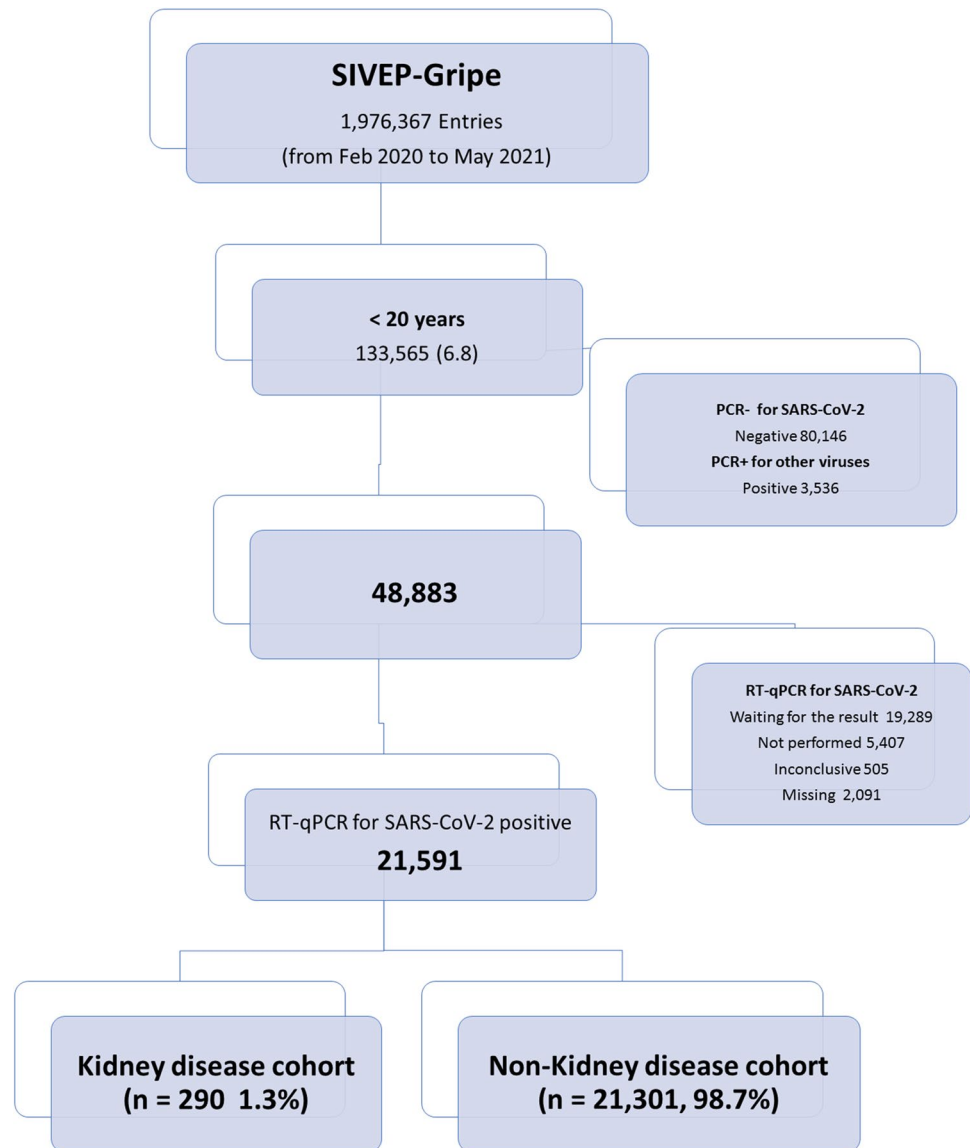 SIVEP-Gripe
1,976,367 Entries
(from Feb 2020 to May 2021)
< 20 years
133,565 (6.8)
PCR- for SARS-CoV-2
Negative 80,146
PCR+ for other viruses
Positive 3,536
48,883
RT-qPCR for SARS-CoV-2
Waiting for the result 19,289
Not performed 5,407
Inconclusive 505
Missing 2,091
RT-qPCR for SARS-CoV-2 positive
21,591
Kidney disease cohort
(n = 290 1.3%)
Non-Kidney disease cohort
(n = 21,301, 98.7%)